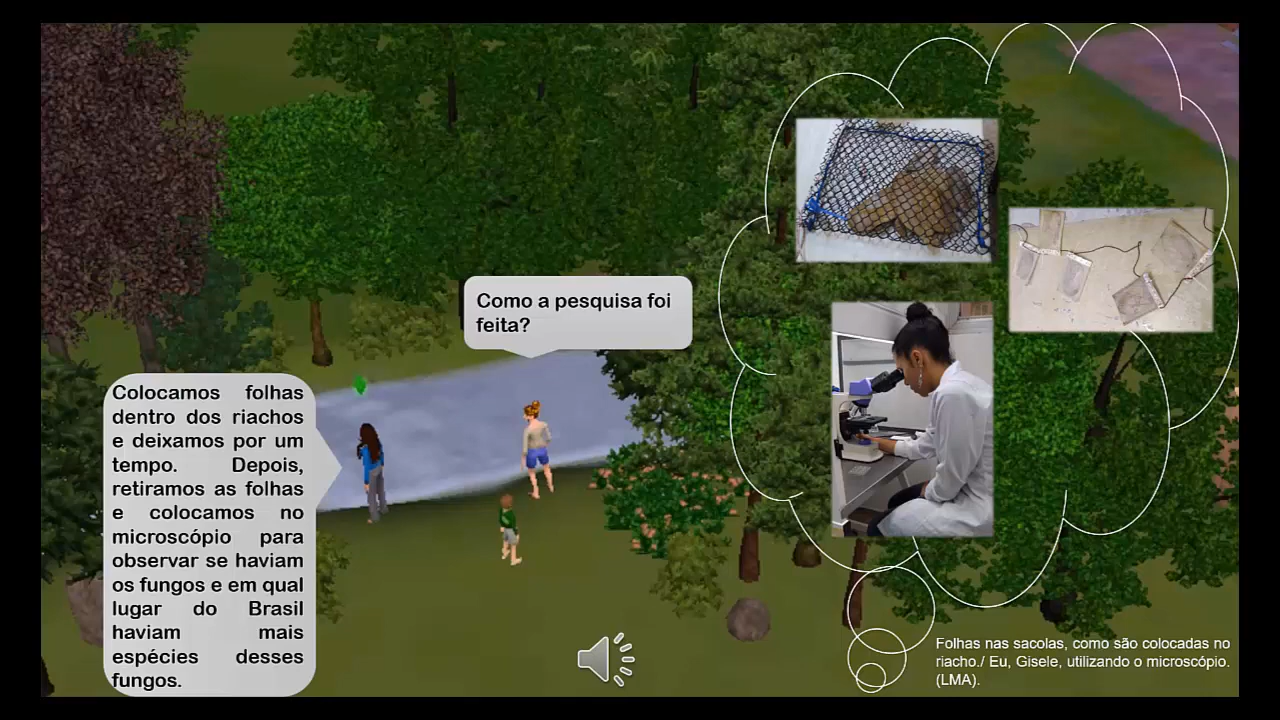 Como a pesquisa foi
feita?
Colocamos folhas
dentro dos riachos
e deixamos por um
tempo. Depois,
retiramos as folhas
e colocamos no
microscópio para
observar se haviam
os fungos e em qual
lugar do Brasil
haviam mais
espécies desses
fungos.
Folhas nas sacolas, como são colocadas no
riacho./ Eu, Gisele, utilizando o microscópio.
(LMA).